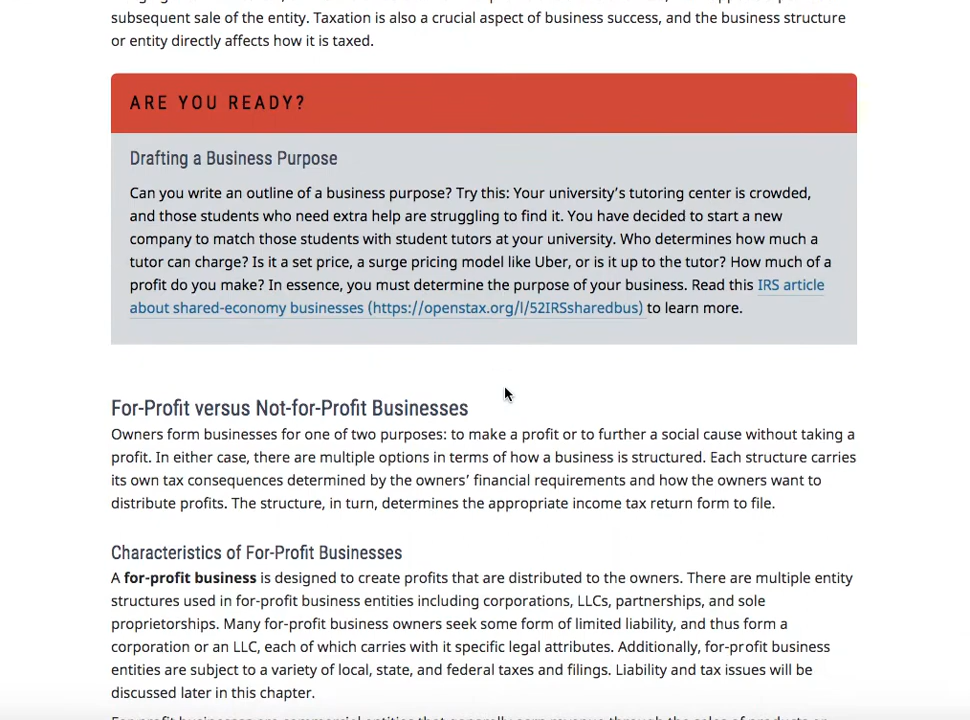 subsequent sale of the entity. Taxation is also a crucial aspect of business success, and the business structure
or entity directly affects how it is taxed.
ARE YOU READY?
Drafting a Business Purpose
Can you write an outline of a business purpose? Try this: Your university’s tutoring center is crowded,
and those students who need extra help are struggling to find it. You have decided to start a new
company to match those students with student tutors at your university. Who determines how much a
tutor can charge? Is it a set price, a surge pricing model like Uber, or is it up to the tutor? How much of a
profit do you make? In essence, you must determine the purpose of your business. Read this IRS article
about shared-economy businesses (https://openstax.org/l/52IRSsharedbus) to learn more.
For-Profit versus Not-for-Profit Businesses
Owners form businesses for one of two purposes: to make a profit or to further a social cause without taking a
profit. In either case, there are multiple options in terms of how a business is structured. Each structure carries
its own tax consequences determined by the owners’ financial requirements and how the owners want to
distribute profits. The structure, in turn, determines the appropriate income tax return form to file.
Characteristics of For-Profit Businesses
A for-profit business is designed to create profits that are distributed to the owners. There are multiple entity
structures used in for-profit business entities including corporations, LLCs, partnerships, and sole
proprietorships. Many for-profit business owners seek some form of limited liability, and thus form a
corporation or an LLC, each of which carries with it specific legal attributes. Additionally, for-profit business
entities are subject to a variety of local, state, and federal taxes and filings. Liability and tax issues will be
discussed later in this chapter.